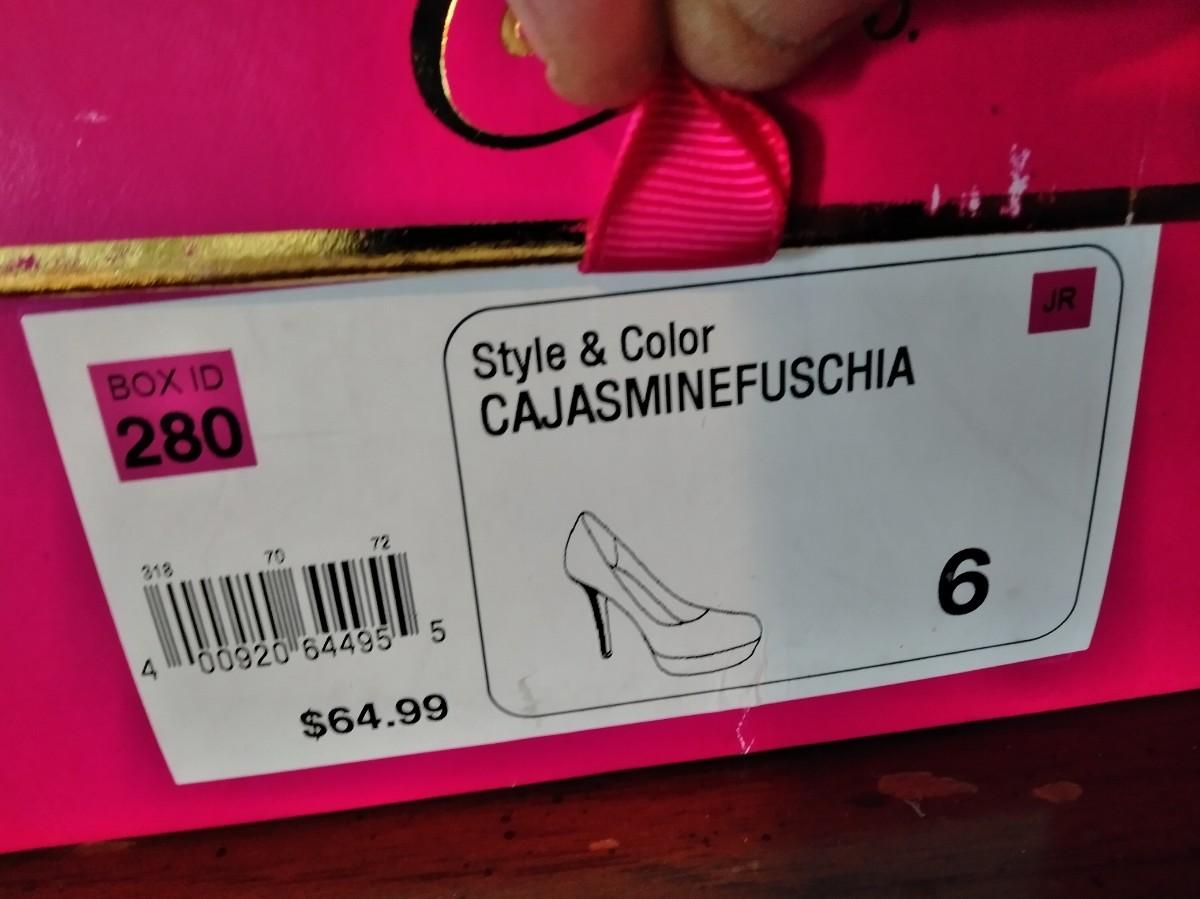 BOX ID
280
Style & Color
CAJASMINEFUSCHIA
JR
6
318 70 72
4 00920 64495 5
$64.99